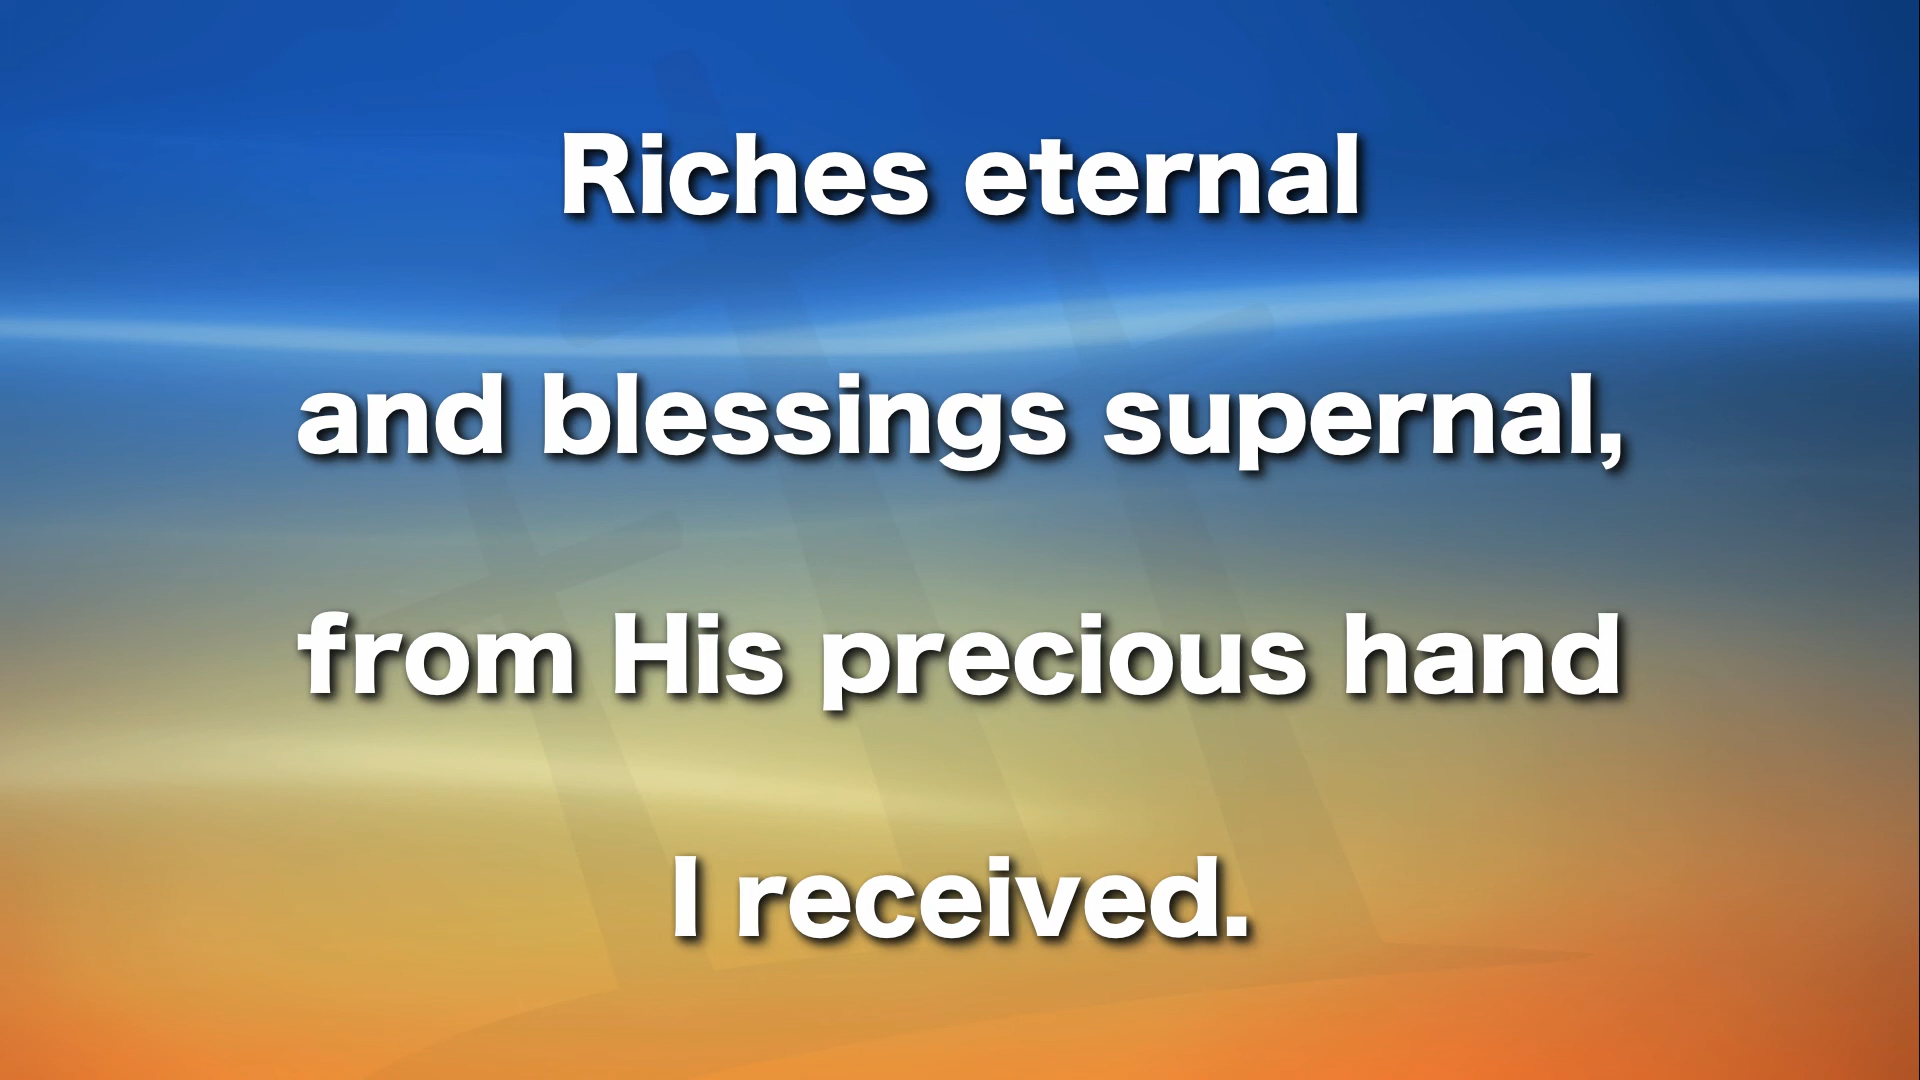 Riches eternal
and blessings supernal,
from His precious hand
I received.